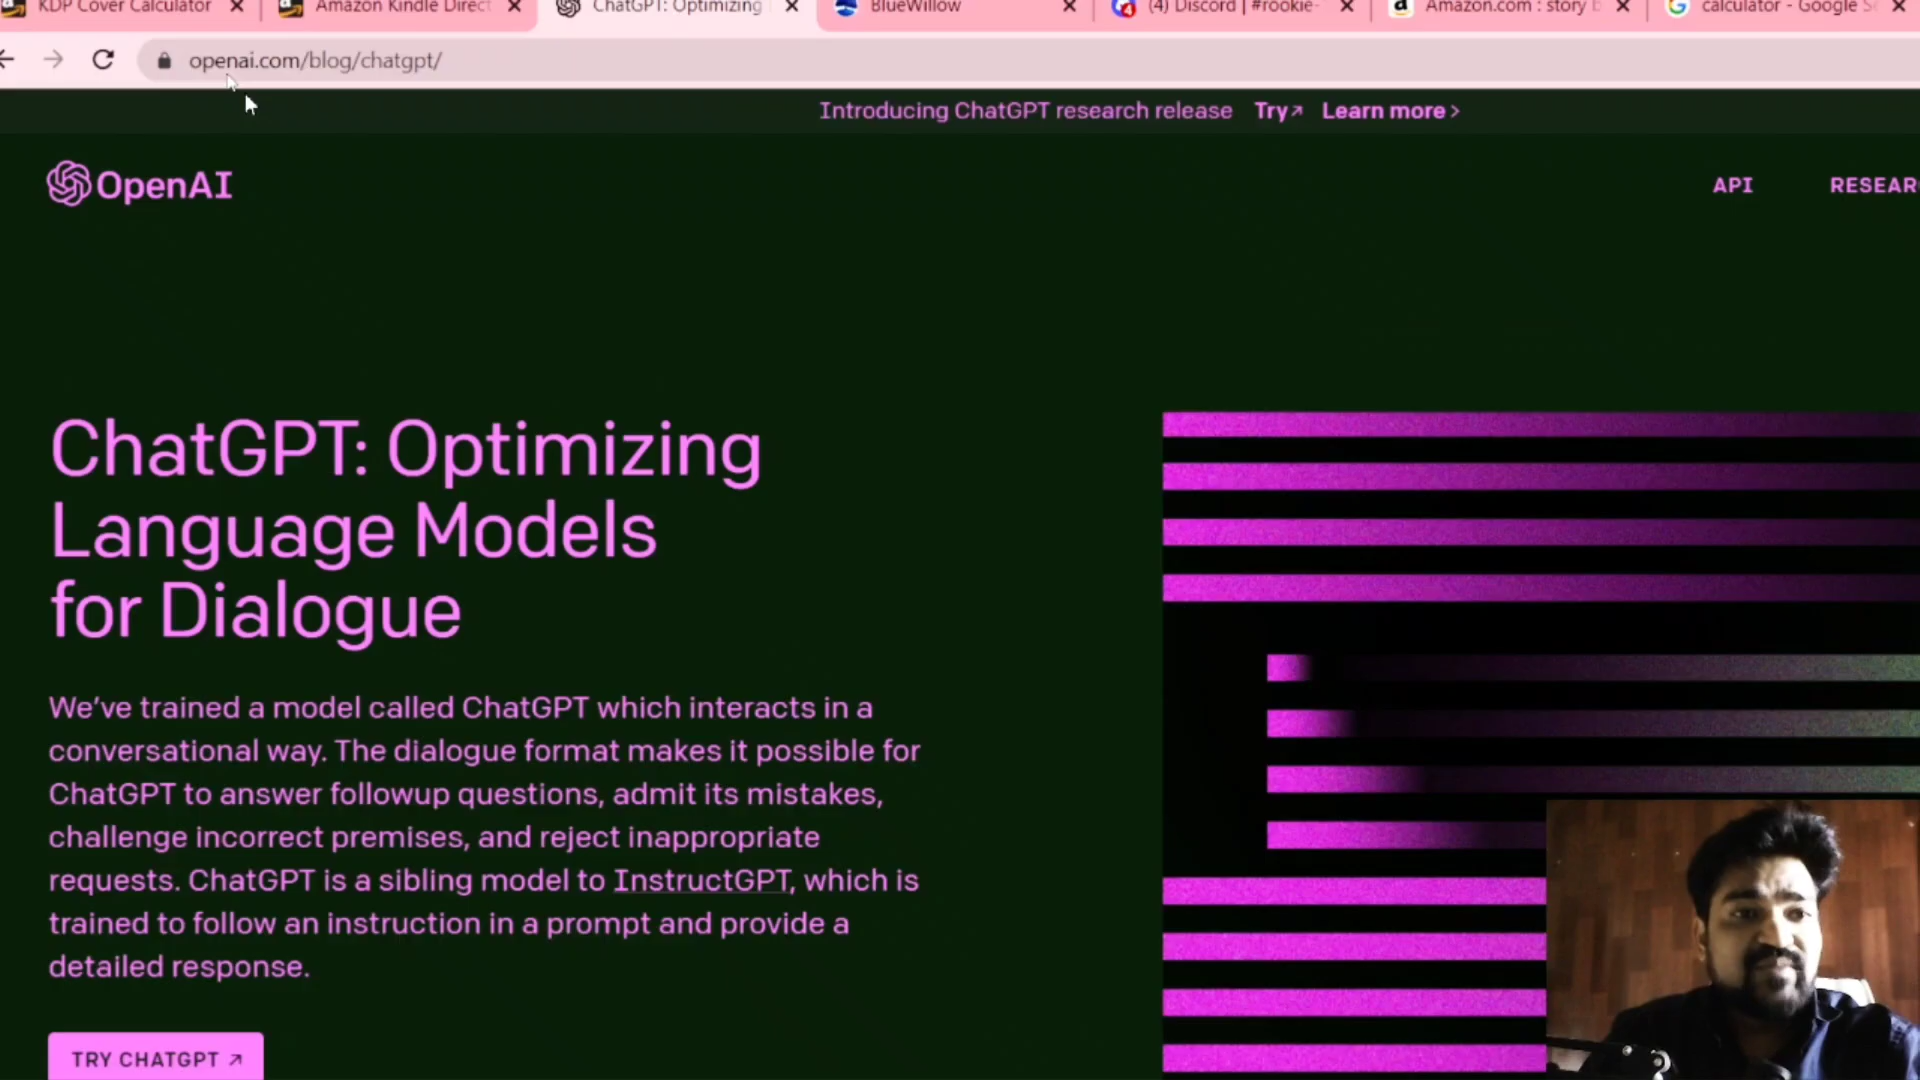 KDP Cover Calculator
Amazon Kindle Direct
ChatGPT: Optimizing
BlueWillow
(4) Discord | #rookie-
Amazon.com : story b
calculator - Google Se
openai.com/blog/chatgpt/
Introducing ChatGPT research release Try↗ Learn more >
OpenAI
API
RESEAR
ChatGPT: Optimizing
Language Models
for Dialogue
We’ve trained a model called ChatGPT which interacts in a
conversational way. The dialogue format makes it possible for
ChatGPT to answer followup questions, admit its mistakes,
challenge incorrect premises, and reject inappropriate
requests. ChatGPT is a sibling model to InstructGPT, which is
trained to follow an instruction in a prompt and provide a
detailed response.
TRY CHATGPT ↗